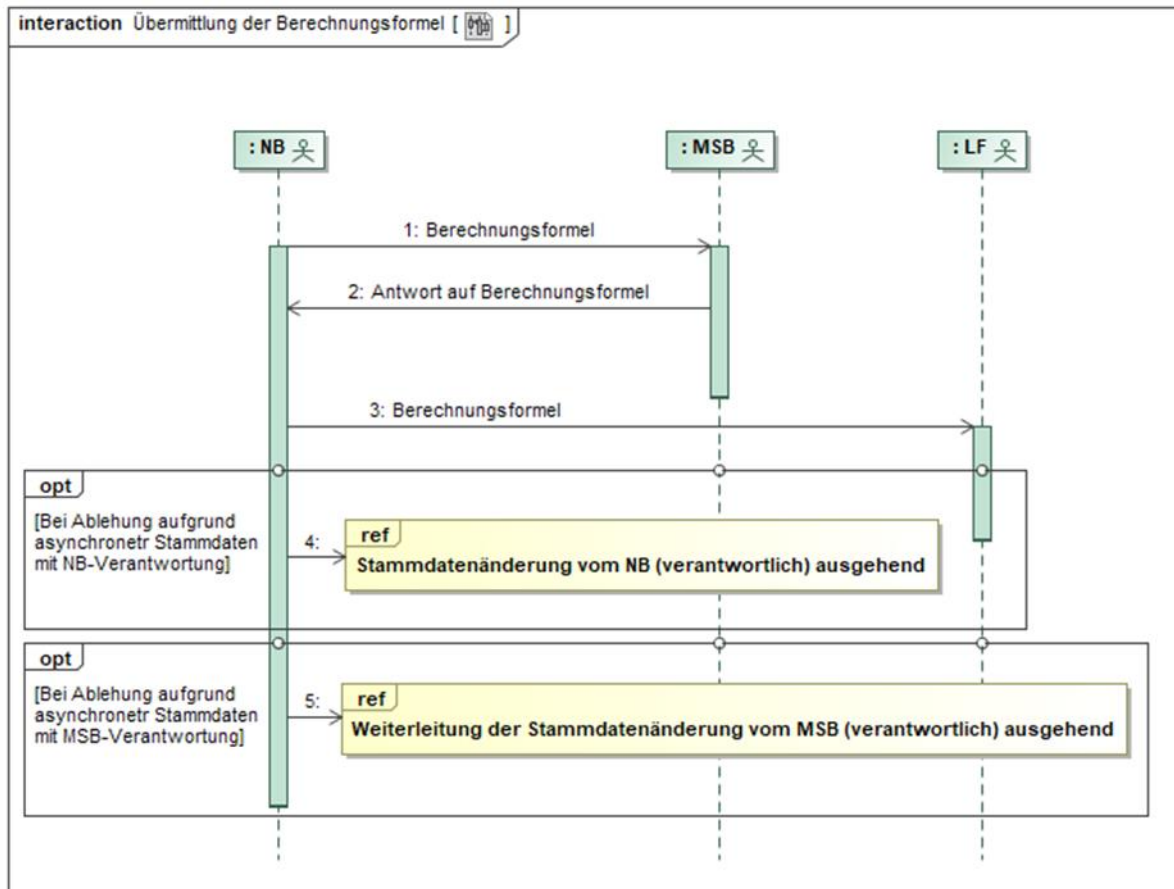 interaction Übermittlung der Berechnungsformel [ ]
: NB
: MSB
: LF
1: Berechnungsformel
2: Antwort auf Berechnungsformel
3: Berechnungsformel
opt
[Bei Ablehung aufgrund
asynchronetr Stammdaten
mit NB-Verantwortung]
4:
ref
Stammdatenänderung vom NB (verantwortlich) ausgehend
opt
[Bei Ablehung aufgrund
asynchronetr Stammdaten
mit MSB-Verantwortung]
5:
ref
Weiterleitung der Stammdatenänderung vom MSB (verantwortlich) ausgehend